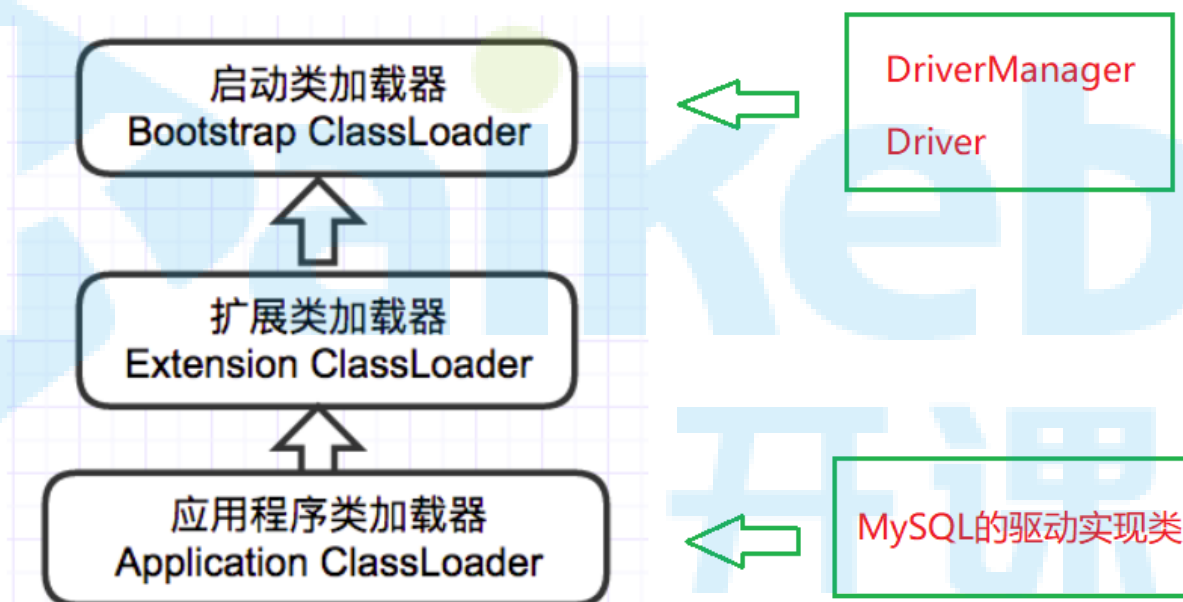 启动类加载器
Bootstrap ClassLoader
DriverManager
Driver
扩展类加载器
Extension ClassLoader
应用程序类加载器
Application ClassLoader
MySQL的驱动实现类
aikeb
开课